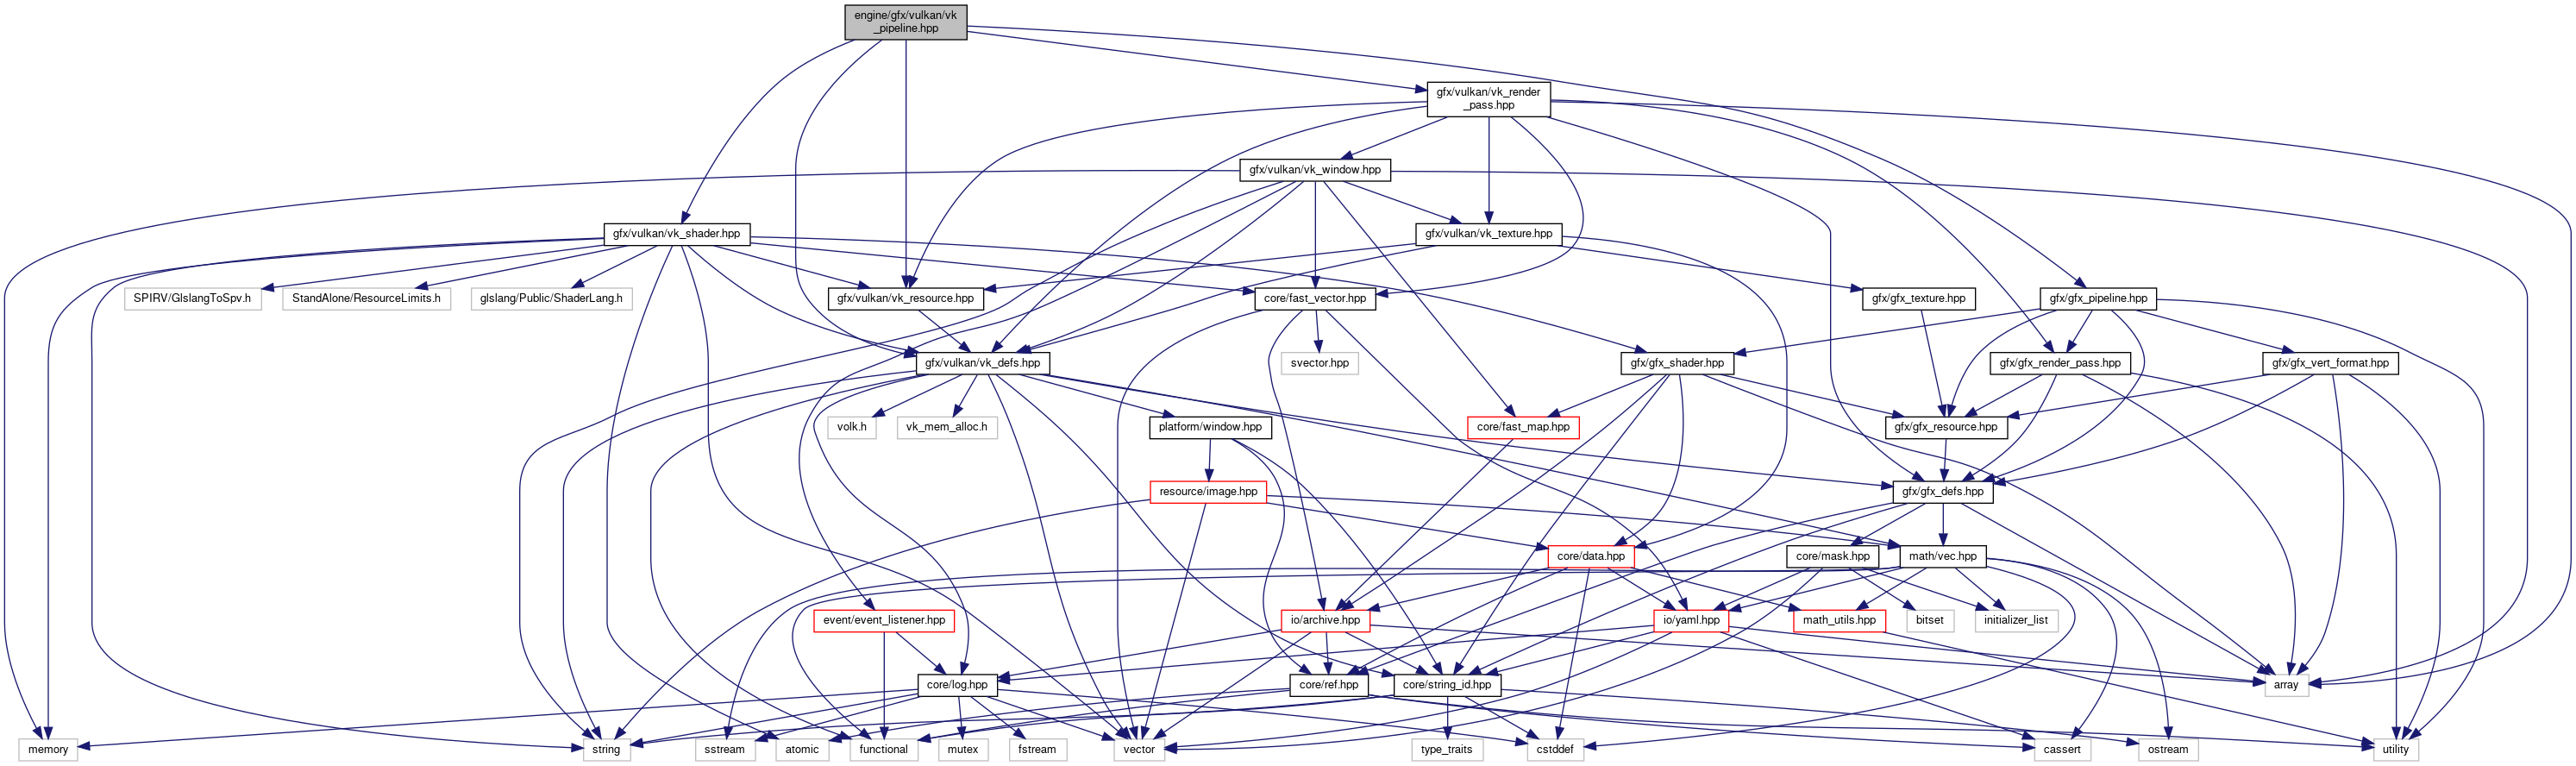 engine/gfx/vulkan/vk
_pipeline.hpp
gfx/vulkan/vk_render
_pass.hpp
gfx/vulkan/vk_window.hpp
gfx/vulkan/vk_shader.hpp
gfx/vulkan/vk_texture.hpp
SPIRV/GlslangToSpv.h
StandAlone/ResourceLimits.h
glslang/Public/ShaderLang.h
gfx/vulkan/vk_resource.hpp
core/fast_vector.hpp
gfx/gfx_texture.hpp
gfx/gfx_pipeline.hpp
gfx/vulkan/vk_defs.hpp
svector.hpp
gfx/gfx_shader.hpp
gfx/gfx_render_pass.hpp
gfx/gfx_vert_format.hpp
volk.h
vk_mem_alloc.h
platform/window.hpp
core/fast_map.hpp
gfx/gfx_resource.hpp
resource/image.hpp
gfx/gfx_defs.hpp
core/data.hpp
core/mask.hpp
math/vec.hpp
event/event_listener.hpp
io/archive.hpp
io/yaml.hpp
math_utils.hpp
bitset
initializer_list
core/log.hpp
core/ref.hpp
core/string_id.hpp
array
memory
string
sstream
atomic
functional
mutex
fstream
vector
type_traits
cstddef
cassert
ostream
utility